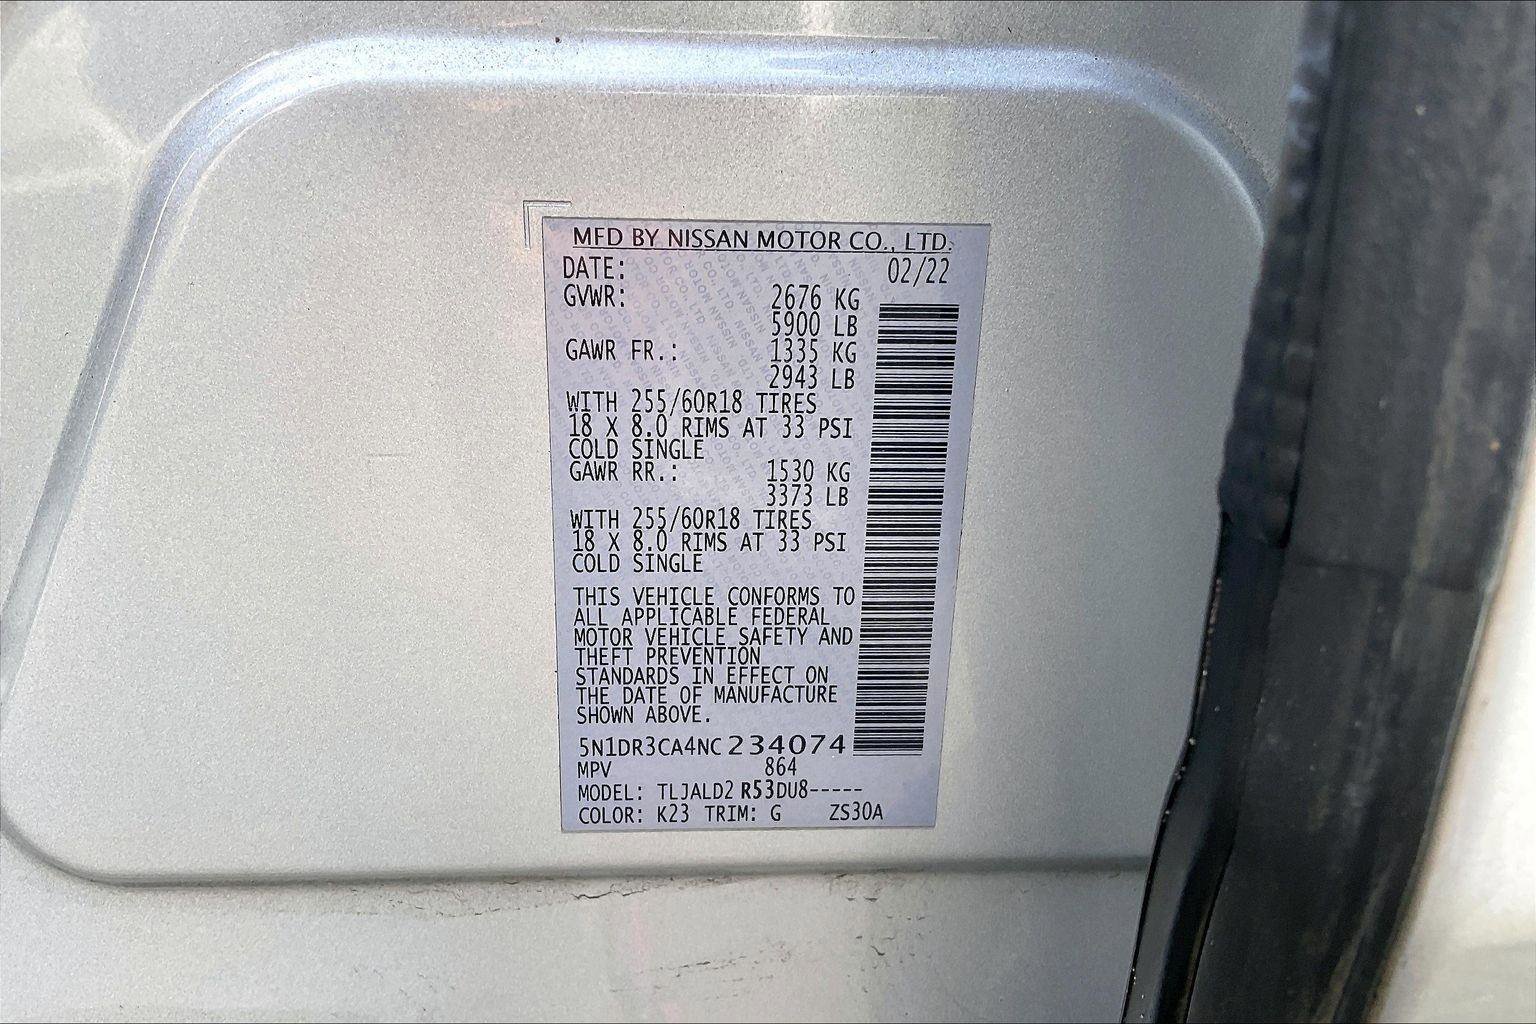 MFD BY NISSAN MOTOR CO., LTD.
DATE: 02/22
GVWR: 2676 KG
5900 LB
GAWR FR.: 1335 KG
2943 LB
WITH 255/60R18 TIRES
18 X 8.0 RIMS AT 33 PSI
COLD SINGLE
GAWR RR.: 1530 KG
3373 LB
WITH 255/60R18 TIRES
18 X 8.0 RIMS AT 33 PSI
COLD SINGLE
THIS VEHICLE CONFORMS TO
ALL APPLICABLE FEDERAL
MOTOR VEHICLE SAFETY AND
THEFT PREVENTION
STANDARDS IN EFFECT ON
THE DATE OF MANUFACTURE
SHOWN ABOVE.
5N1DR3CA4NC234074
MPV 864
MODEL: TLJALD2 R53DU8-----
COLOR: K23 TRIM: G ZS30A